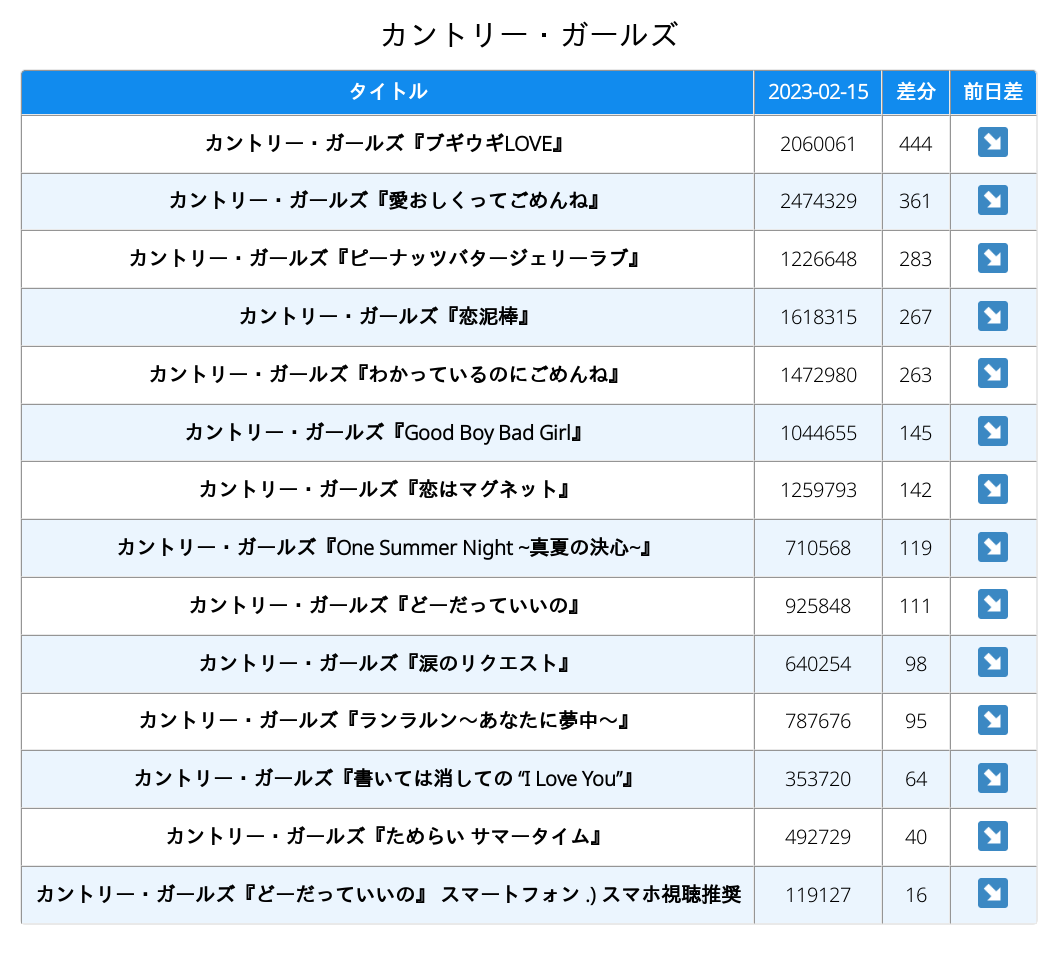 カントリー・ガールズ
タイトル 2023-02-15 差分 前日差
カントリー・ガールズ『ブギウギLOVE』 2060061 444
カントリー・ガールズ『愛おしくってごめんね』 2474329 361
カントリー・ガールズ『ピーナッツバタージェリーラブ』 1226648 283
カントリー・ガールズ『恋泥棒』 1618315 267
カントリー・ガールズ『わかっているのにごめんね』 1472980 263
カントリー・ガールズ『Good Boy Bad Girl』 1044655 145
カントリー・ガールズ『恋はマグネット』 1259793 142
カントリー・ガールズ『One Summer Night ~真夏の決心~』 710568 119
カントリー・ガールズ『どーだっていいの』 925848 111
カントリー・ガールズ『涙のリクエスト』 640254 98
カントリー・ガールズ『ランラルン～あなたに夢中～』 787676 95
カントリー・ガールズ『書いては消しての “I Love You”』 353720 64
カントリー・ガールズ『ためらい サマータイム』 492729 40
カントリー・ガールズ『どーだっていいの』 スマートフォン .) スマホ視聴推奨 119127 16